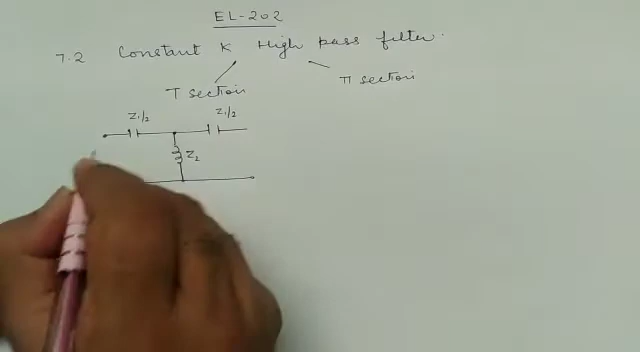 EL-202
7.2 Constant K High pass filter.
T section
π section
Z1/2
Z1/2
Z2